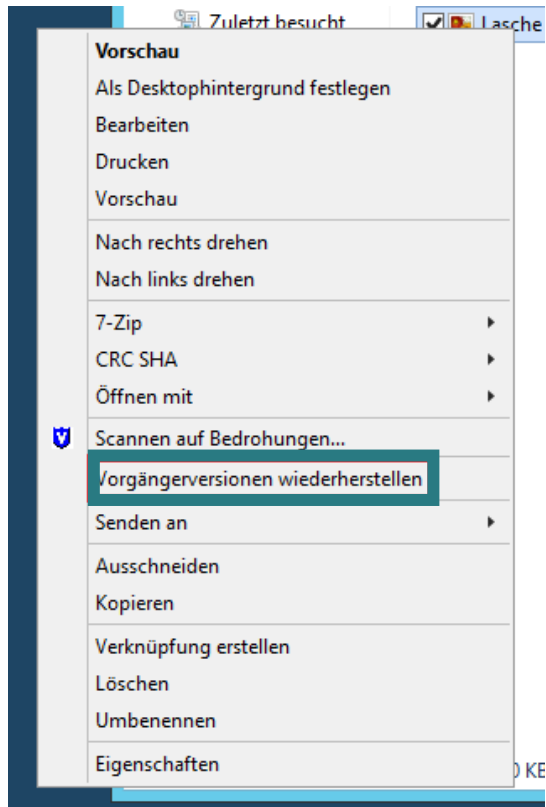 Zuletzt besucht
Lasche
Vorschau
Als Desktophintergrund festlegen
Bearbeiten
Drucken
Vorschau
Nach rechts drehen
Nach links drehen
7-Zip
CRC SHA
Öffnen mit
Scannen auf Bedrohungen...
Vorgängerversionen wiederherstellen
Senden an
Ausschneiden
Kopieren
Verknüpfung erstellen
Löschen
Umbenennen
Eigenschaften